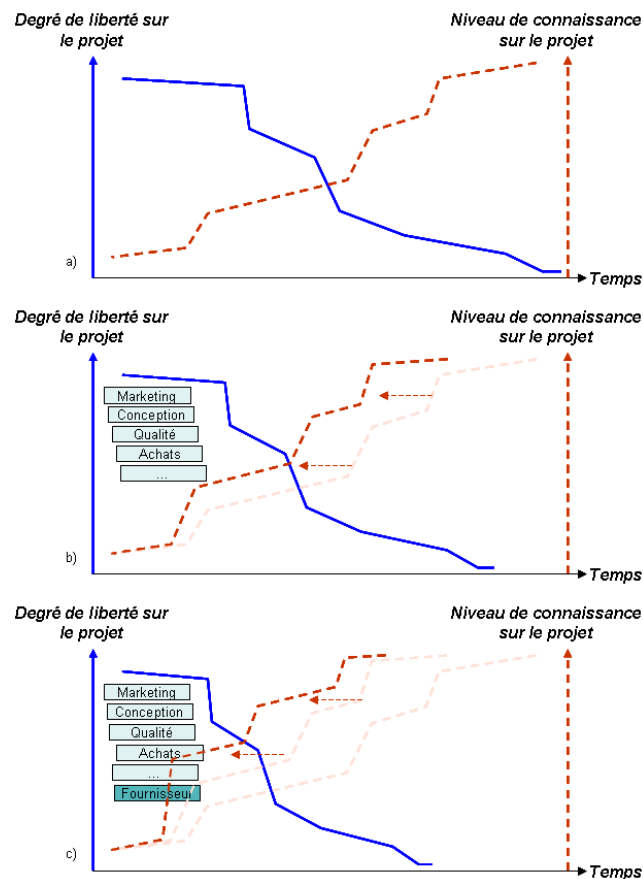 Degré de liberté sur
le projet
Niveau de connaissance
sur le projet
a)
Temps
Degré de liberté sur
le projet
Niveau de connaissance
sur le projet
Marketing
Conception
Qualité
Achats
...
b)
Temps
Degré de liberté sur
le projet
Niveau de connaissance
sur le projet
Marketing
Conception
Qualité
Achats
...
Fournisseur
c)
Temps